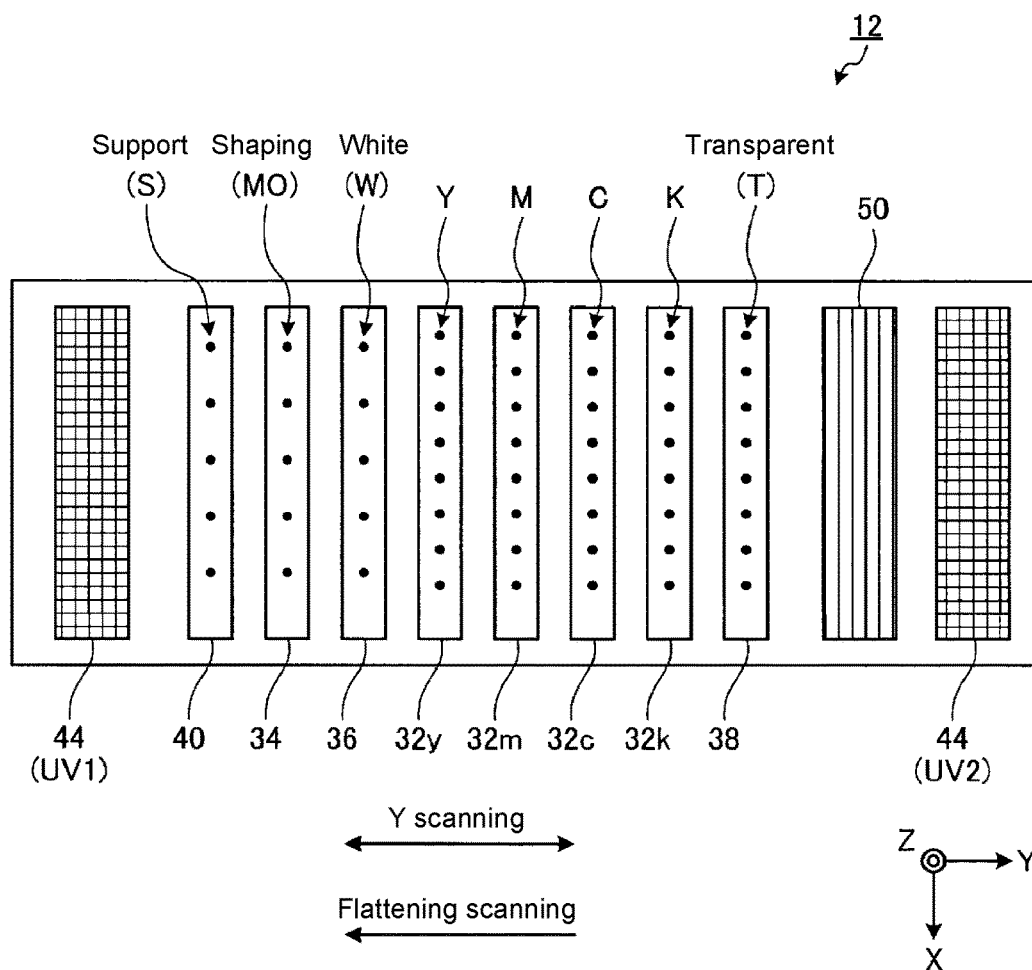 12
Support
(S)
Shaping
(MO)
White
(W)
Y
M
C
K
Transparent
(T)
50
44
(UV1)
40
34
36
32y
32m
32c
32k
38
44
(UV2)
Y scanning
Flattening scanning
Z
Y
X